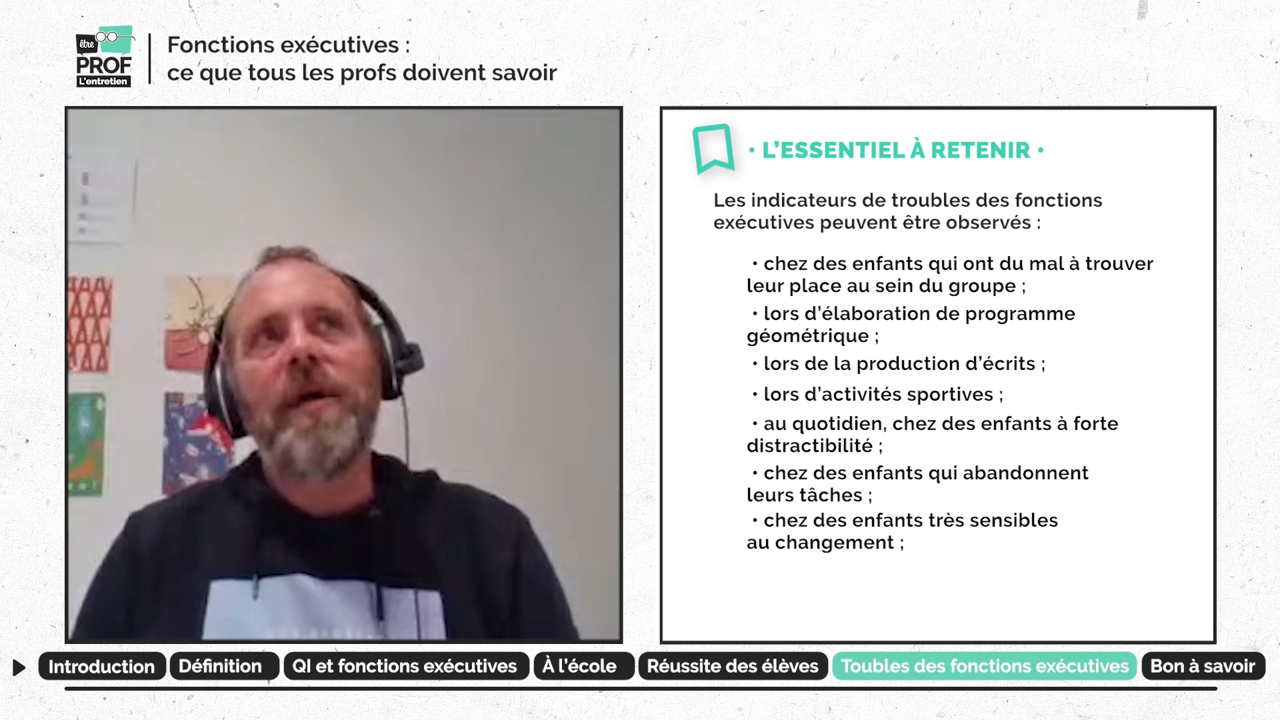 être
PROF
L'entretien
Fonctions exécutives :
ce que tous les profs doivent savoir
• L'ESSENTIEL À RETENIR •
Les indicateurs de troubles des fonctions
exécutives peuvent être observés :
• chez des enfants qui ont du mal à trouver
leur place au sein du groupe ;
• lors d'élaboration de programme
géométrique ;
• lors de la production d'écrits ;
• lors d'activités sportives ;
• au quotidien, chez des enfants à forte
distractibilité ;
• chez des enfants qui abandonnent
leurs tâches ;
• chez des enfants très sensibles
au changement ;
Introduction
Définition
QI et fonctions exécutives
À l'école
Réussite des élèves
Toubles des fonctions exécutives
Bon à savoir